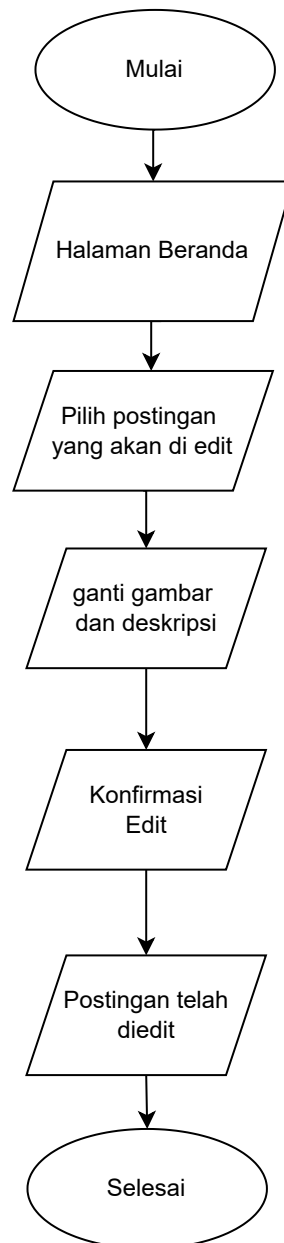 Mulai
Halaman Beranda
Pilih postingan
yang akan di edit
ganti gambar
dan deskripsi
Konfirmasi
Edit
Postingan telah
diedit
Selesai